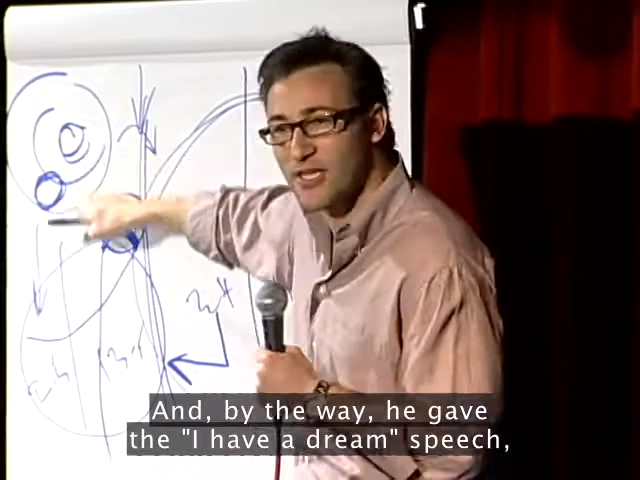 And, by the way, he gave
the "I have a dream" speech,